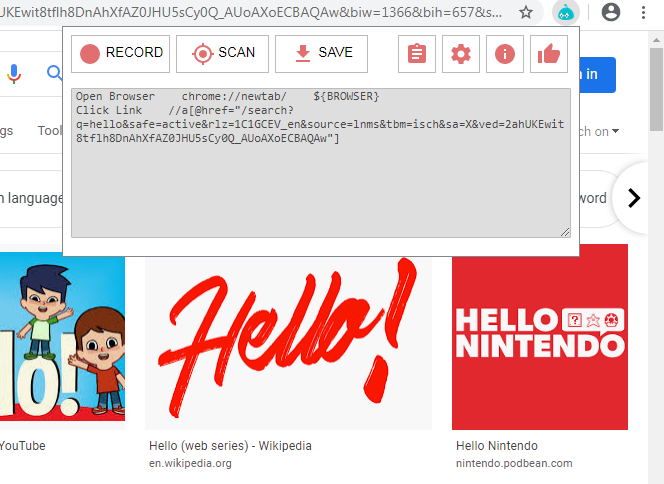 UKEwit8tflh8DnAhXfAZ0JHU5sCy0Q_AUoAXoECBAQAw&biw=1366&bih=657&s...
RECORD SCAN SAVE
in
Open Browser    chrome://newtab/    ${BROWSER}
Click Link    //a[@href="/search?
q=hello&safe=active&rlz=1C1GCEV_en&source=lnms&tbm=isch&sa=X&ved=2ahUKEwit
8tflh8DnAhXfAZ0JHU5sCy0Q_AUoAXoECBAQAw"]
gs Tool ch on
n language word
lo!
Hello!
HELLO
NINTENDO
YouTube
Hello (web series) - Wikipedia
en.wikipedia.org
Hello Nintendo
nintendo.podbean.com